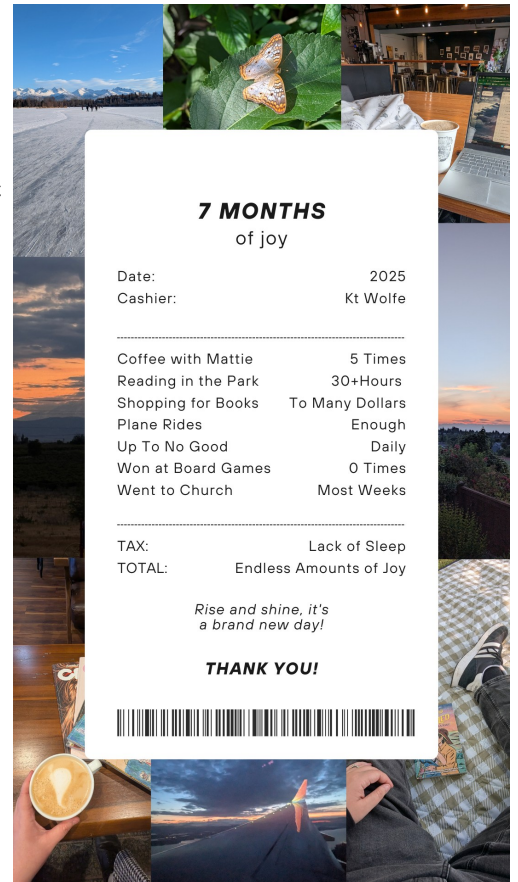 7 MONTHS
of joy
Date: 2025
Cashier: Kt Wolfe
Coffee with Mattie 5 Times
Reading in the Park 30+Hours
Shopping for Books To Many Dollars
Plane Rides Enough
Up To No Good Daily
Won at Board Games 0 Times
Went to Church Most Weeks
TAX: Lack of Sleep
TOTAL: Endless Amounts of Joy
Rise and shine, it's
a brand new day!
THANK YOU!